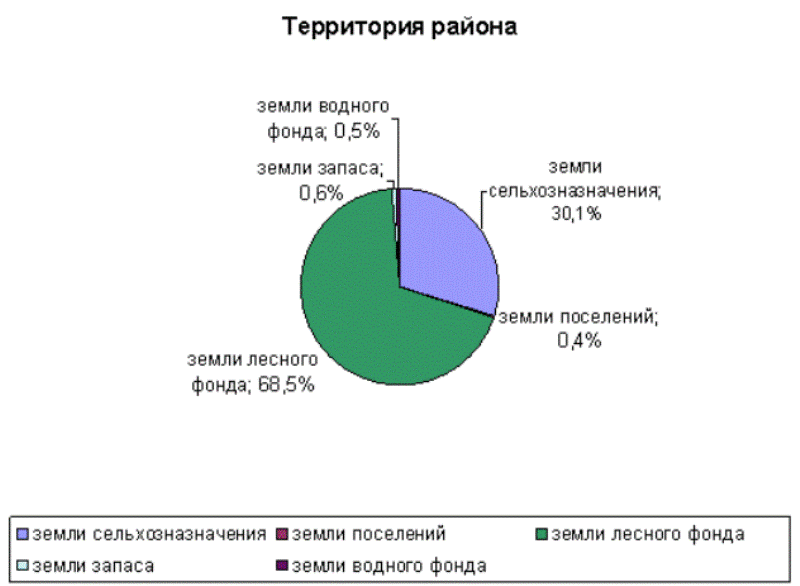 Территория района
земли водного
фонда; 0,5%
земли запаса;
0,6%
земли
сельхозназначения;
30,1%
земли поселений;
0,4%
земли лесного
фонда; 68,5%
земли сельхозназначения
земли поселений
земли лесного фонда
земли запаса
земли водного фонда